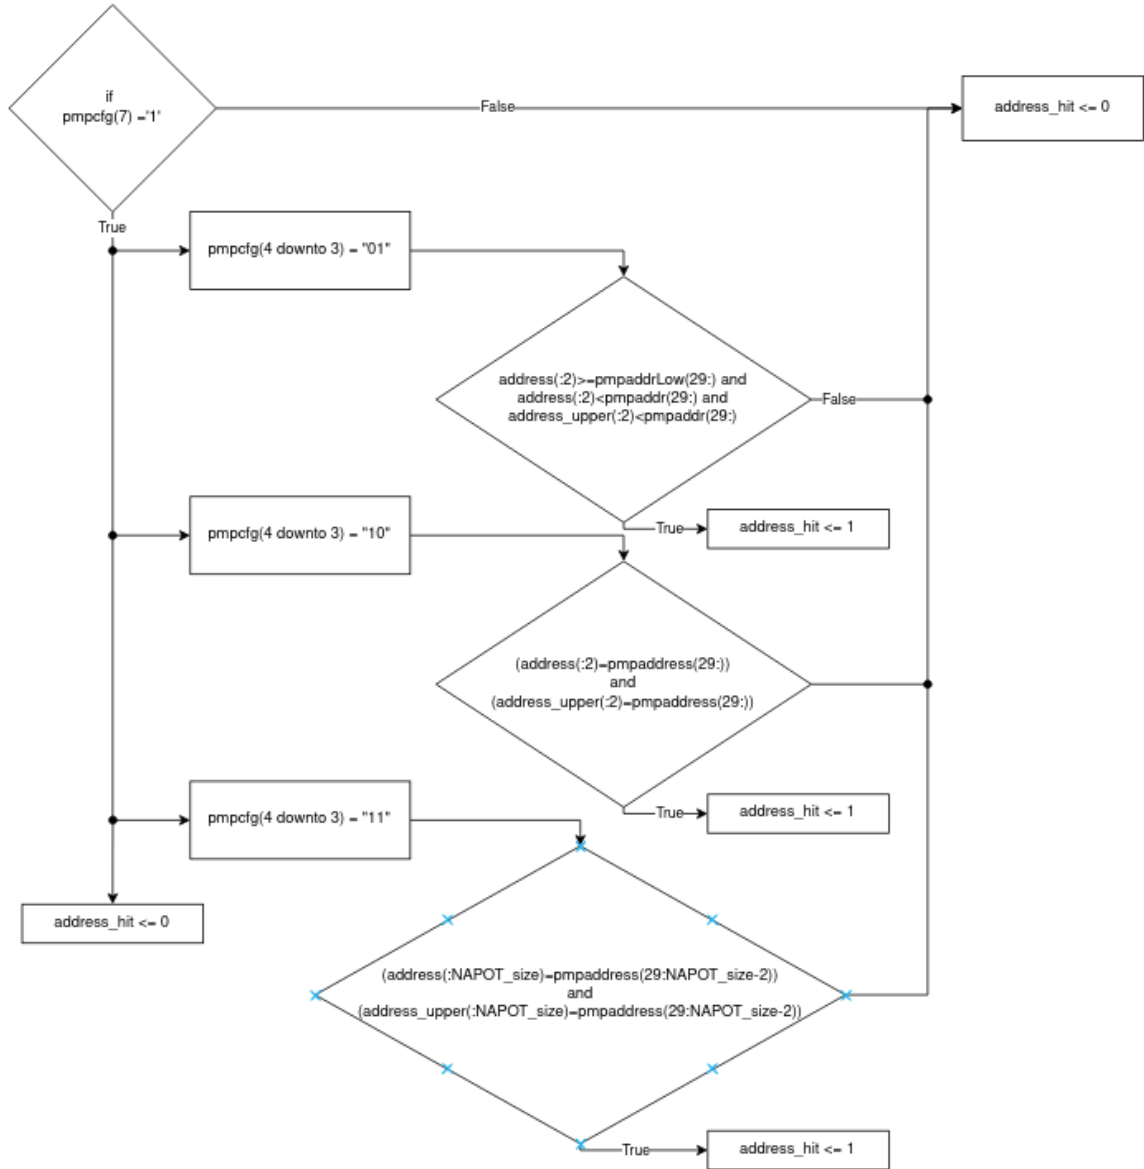 if
pmpcfg(7) ='1'
False
address_hit <= 0
True
pmpcfg(4 downto 3) = "01"
address(:2)>=pmpaddrLow(29:) and
address(:2)<pmpaddr(29:) and
address_upper(:2)<pmpaddr(29:)
False
True
address_hit <= 1
pmpcfg(4 downto 3) = "10"
(address(:2)=pmpaddress(29:))
and
(address_upper(:2)=pmpaddress(29:))
True
address_hit <= 1
pmpcfg(4 downto 3) = "11"
address_hit <= 0
(address(:NAPOT_size)=pmpaddress(29:NAPOT_size-2))
and
(address_upper(:NAPOT_size)=pmpaddress(29:NAPOT_size-2))
True
address_hit <= 1